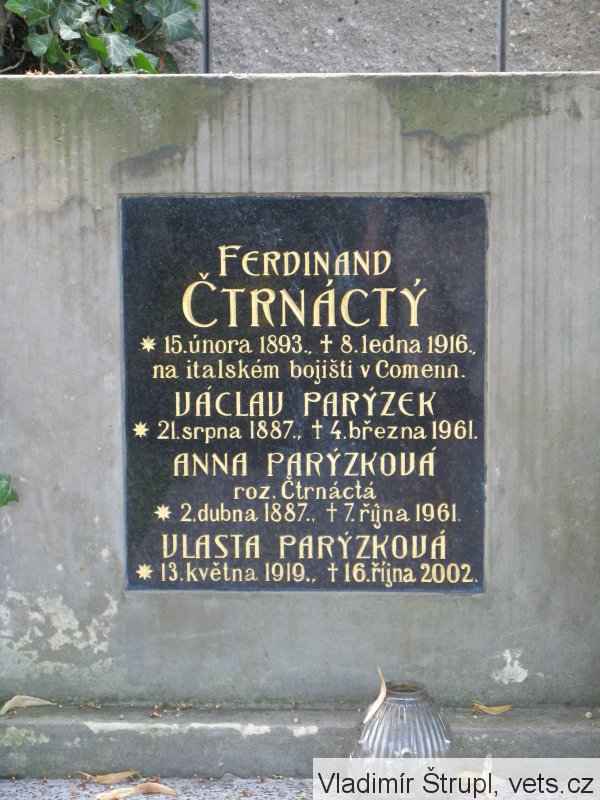 FERDINAND
ČTRNÁCTÝ
* 15. února 1893., † 8. ledna 1916.,
na italském bojišti v Comenn.
VÁCLAV PARÝZEK
* 21. srpna 1887., † 4. března 1961.
ANNA PARÝZKOVÁ
roz. Čtrnáctá
* 2. dubna 1887., † 7. října 1961.
VLASTA PARÝZKOVÁ
* 13. května 1919., † 16. října 2002.
Vladimír Štrupl, vets.cz